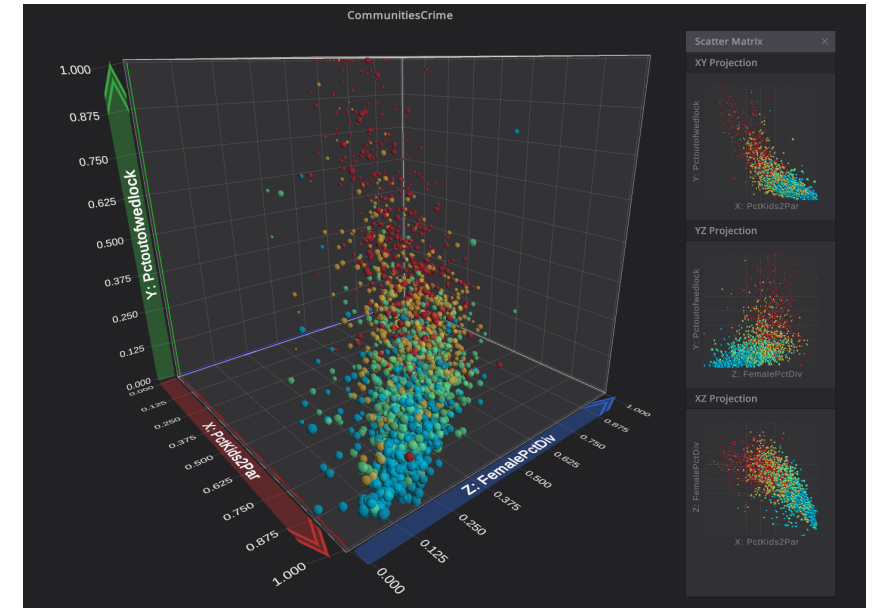 CommunitiesCrime
1.000
0.875
0.750
0.625
0.500
0.375
0.250
0.125
0.000
Y: Pctoutofwedlock
0.000
0.125
0.250
0.375
0.500
0.625
0.750
0.875
1.000
X: PctKids2Par
0.000
0.125
0.250
0.375
0.500
0.625
0.750
0.875
1.000
Z: FemalePctDiv
Scatter Matrix ×
XY Projection
Y: Pctoutofwedlock
X: PctKids2Par
YZ Projection
Y: Pctoutofwedlock
Z: FemalePctDiv
XZ Projection
Z: FemalePctDiv
X: PctKids2Par